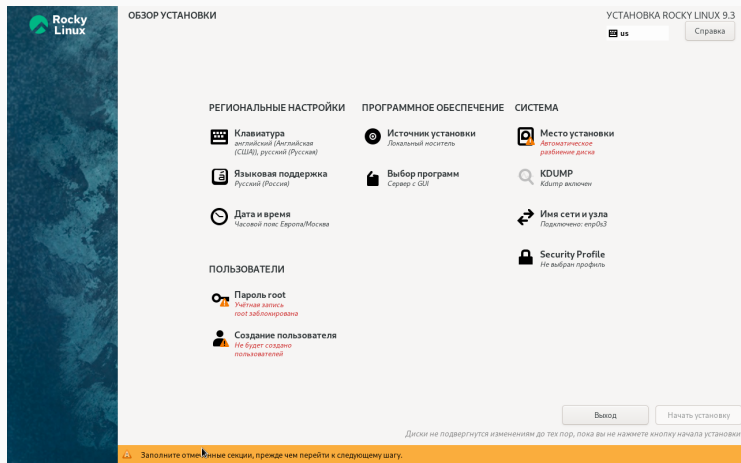 Rocky
Linux
ОБЗОР УСТАНОВКИ
УСТАНОВКА ROCKY LINUX 9.3
us
Справка
РЕГИОНАЛЬНЫЕ НАСТРОЙКИ
Клавиатура
английский (Английская
(США)), русский (Русская)
Языковая поддержка
Русский (Россия)
Дата и время
Часовой пояс Европа/Москва
ПРОГРАММНОЕ ОБЕСПЕЧЕНИЕ
Источник установки
Локальный носитель
Выбор программ
Сервер с GUI
СИСТЕМА
Место установки
Автоматическое
разбиение диска
KDUMP
Kdump включен
Имя сети и узла
Подключено: enp0s3
Security Profile
Не выбран профиль
ПОЛЬЗОВАТЕЛИ
Пароль root
Учётная запись
root заблокирована
Создание пользователя
Не будет создано
пользователей
Выход
Начать установку
Диски не подвергнутся изменениям до тех пор, пока вы не нажмете кнопку начала установки
Заполните отмеченные секции, прежде чем перейти к следующему шагу.